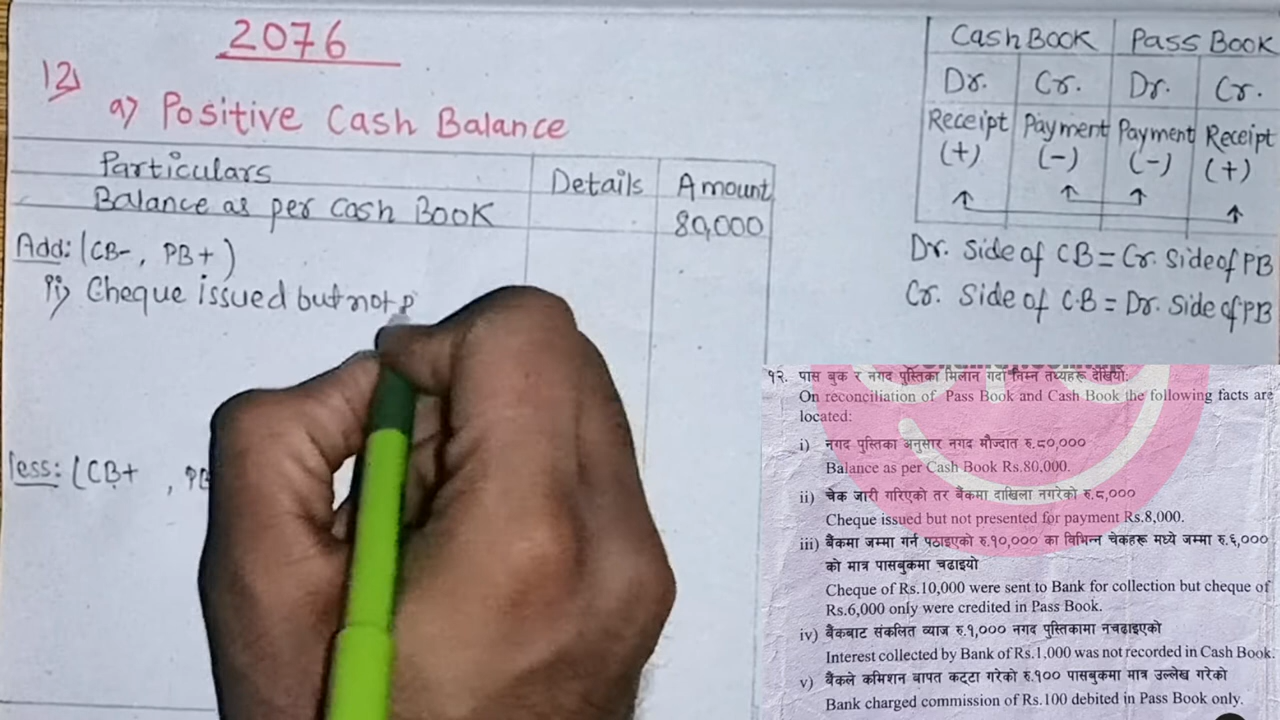 2076
12)
a) Positive Cash Balance
Particulars Details Amount
Balance as per Cash Book 80,000
Add: (CB-, PB+)
ii) Cheque issued but not p
less: (CB+ , PB
Cash Book Pass Book
Dr. Cr. Dr. Cr.
Receipt Payment Payment Receipt
(+) (-) (-) (+)
Dr. Side of CB = Cr. Side of PB
Cr. Side of C.B = Dr. Side of PB
१२. पास बुक र नगद पुस्तिका मिलान गर्दा निम्न तथ्यहरू देखियो:
On reconciliation of Pass Book and Cash Book the following facts are
located:
i) नगद पुस्तिका अनुसार नगद मौज्दात रु.८०,०००
Balance as per Cash Book Rs.80,000.
ii) चेक जारी गरिएको तर बैंकमा दाखिला नगरेको रु.८,०००
Cheque issued but not presented for payment Rs.8,000.
iii) बैंकमा जम्मा गर्न पठाइएको रु.१०,००० का विभिन्न चेकहरू मध्ये जम्मा रु.६,०००
को मात्र पासबुकमा चढाइयो
Cheque of Rs.10,000 were sent to Bank for collection but cheque of
Rs.6,000 only were credited in Pass Book.
iv) बैंकबाट संकलित व्याज रु.१,००० नगद पुस्तिकामा नचढाइएको
Interest collected by Bank of Rs.1,000 was not recorded in Cash Book.
v) बैंकले कमिशन बापत कट्टा गरेको रु.१०० पासबुकमा मात्र उल्लेख गरेको
Bank charged commission of Rs.100 debited in Pass Book only.